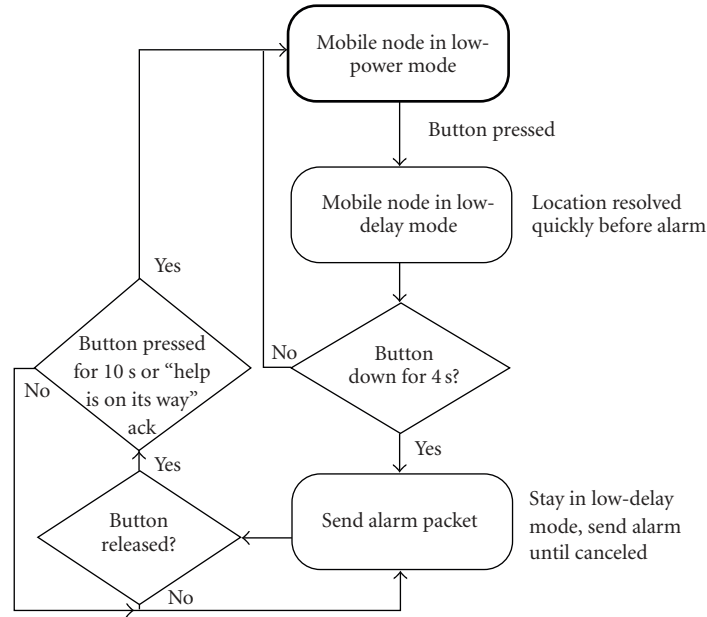 Mobile node in low-
power mode
Button pressed
Mobile node in low-
delay mode
Location resolved
quickly before alarm
Yes
Button pressed
for 10 s or “help
is on its way”
ack
No
No
Button
down for 4 s?
Yes
Yes
Send alarm packet
Stay in low-delay
mode, send alarm
until canceled
Button
released?
No